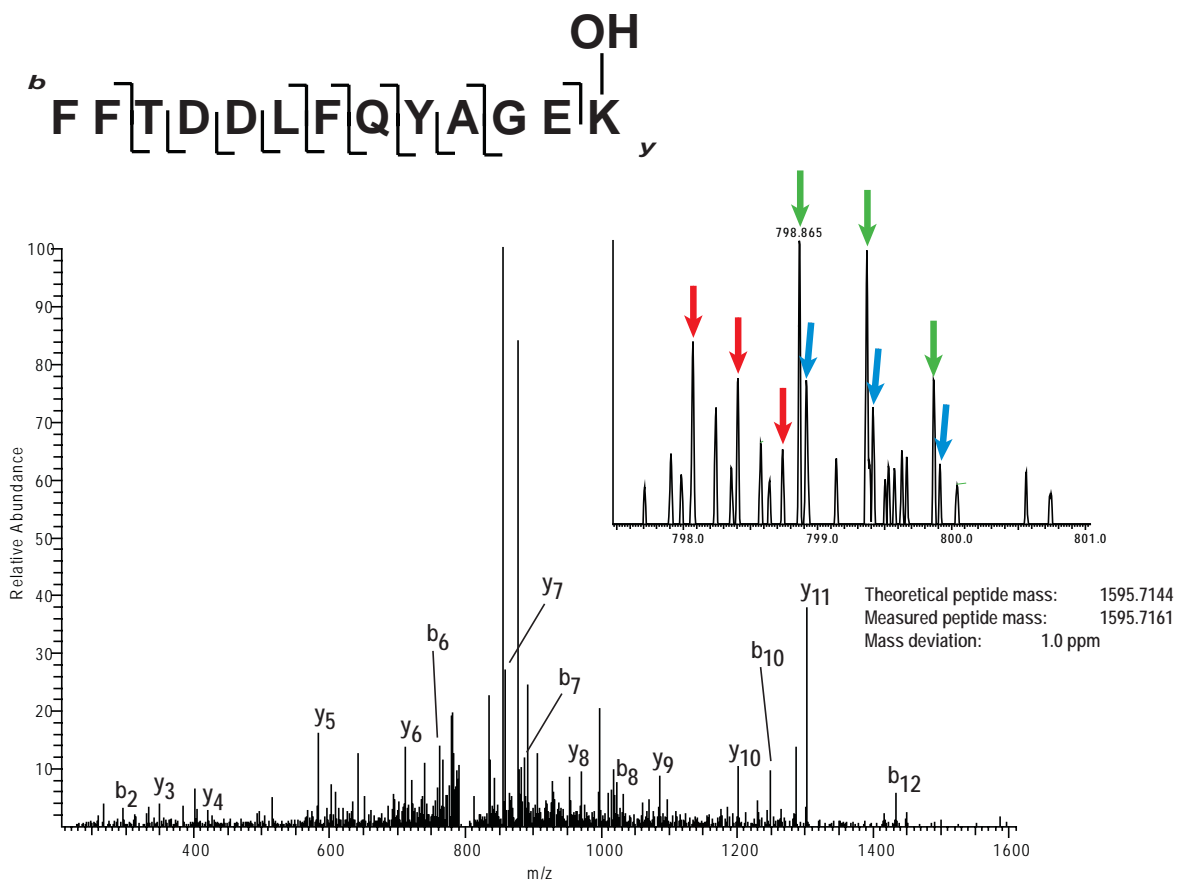 OH
b
F F T D D L F Q Y A G E K
y
798.865
798.0 799.0 800.0 801.0
Theoretical peptide mass: 1595.7144
Measured peptide mass: 1595.7161
Mass deviation: 1.0 ppm
Relative Abundance
100
90
80
70
60
50
40
30
20
10
b2
y3
y4
y5
y6
b6
y7
b7
y8
b8
y9
y10
b10
y11
b12
400 600 800 1000 1200 1400 1600
m/z